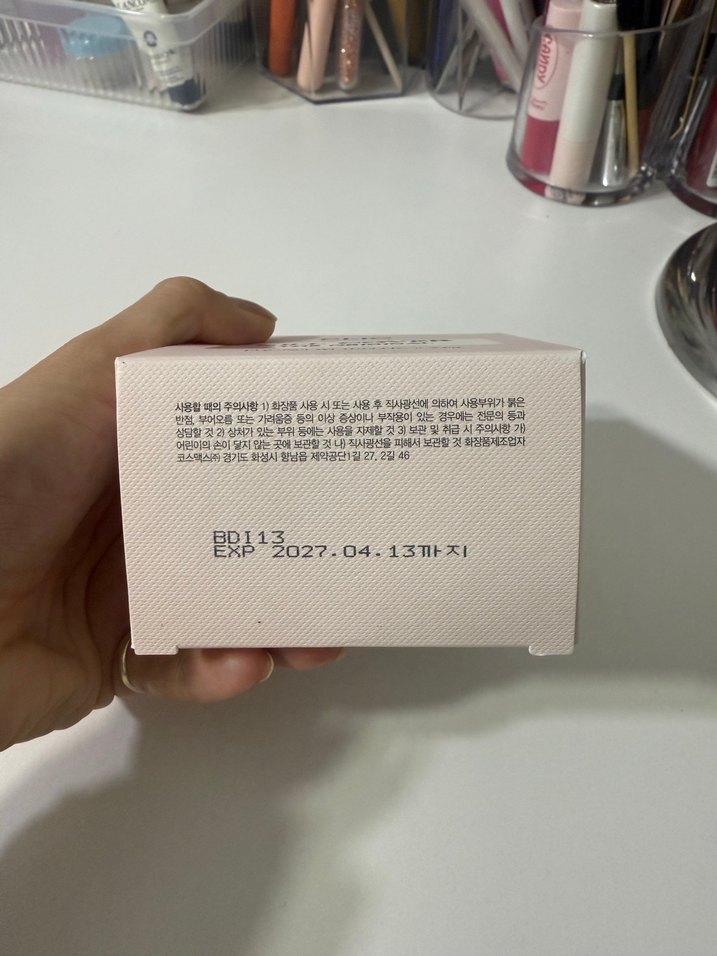 Candy
사용할 때의 주의사항 1) 화장품 사용 시 또는 사용 후 직사광선에 의하여 사용부위가 붉은
반점, 부어오름 또는 가려움증 등의 이상 증상이나 부작용이 있는 경우에는 전문의 등과
상담할 것 2) 상처가 있는 부위 등에는 사용을 자제할 것 3) 보관 및 취급 시 주의사항 가)
어린이의 손이 닿지 않는 곳에 보관할 것 나) 직사광선을 피해서 보관할 것 화장품제조업자
코스맥스㈜ 경기도 화성시 향남읍 제약공단1길 27, 2길 46
BDI13
EXP 2027.04.13까지